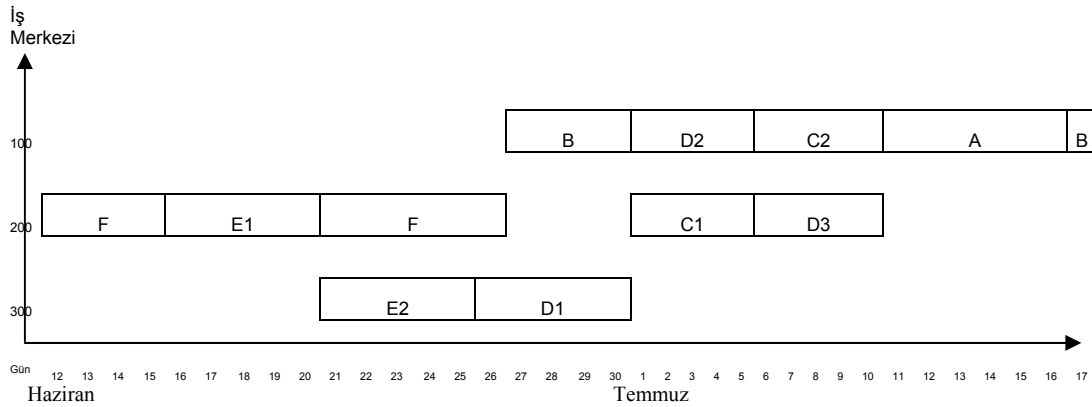 İş
Merkezi
100 B D2 C2 A B
200 F E1 F C1 D3
300 E2 D1
Gün 12 13 14 15 16 17 18 19 20 21 22 23 24 25 26 27 28 29 30 1 2 3 4 5 6 7 8 9 10 11 12 13 14 15 16 17
Haziran Temmuz